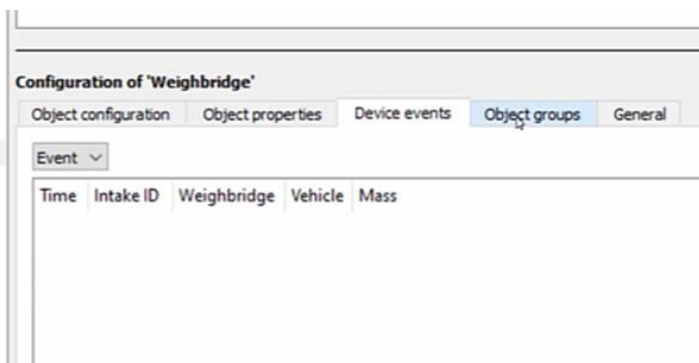 Configuration of 'Weighbridge'
Object configuration Object properties Device events Object groups General
Event
Time Intake ID Weighbridge Vehicle Mass